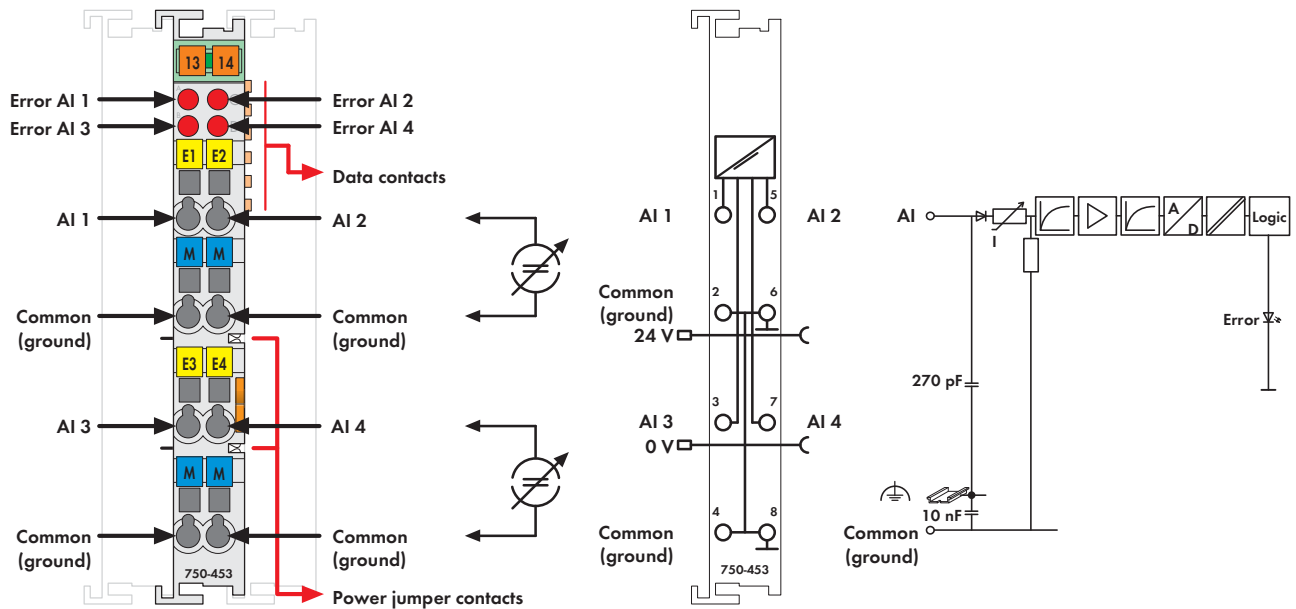 13 14
A C
Error AI 1
Error AI 2
B D
Error AI 3
Error AI 4
E1 E2
Data contacts
AI 1
AI 2
M M
Common
(ground)
Common
(ground)
E3 E4
AI 3
AI 4
M M
Common
(ground)
Common
(ground)
750-453
Power jumper contacts
1 5
AI 1
AI 2
Common
(ground)
2 6
24 V
3 7
AI 3
AI 4
0 V
4 8
Common
(ground)
750-453
AI
I
A
D
Logic
Error
270 pF
10 nF
Common
(ground)